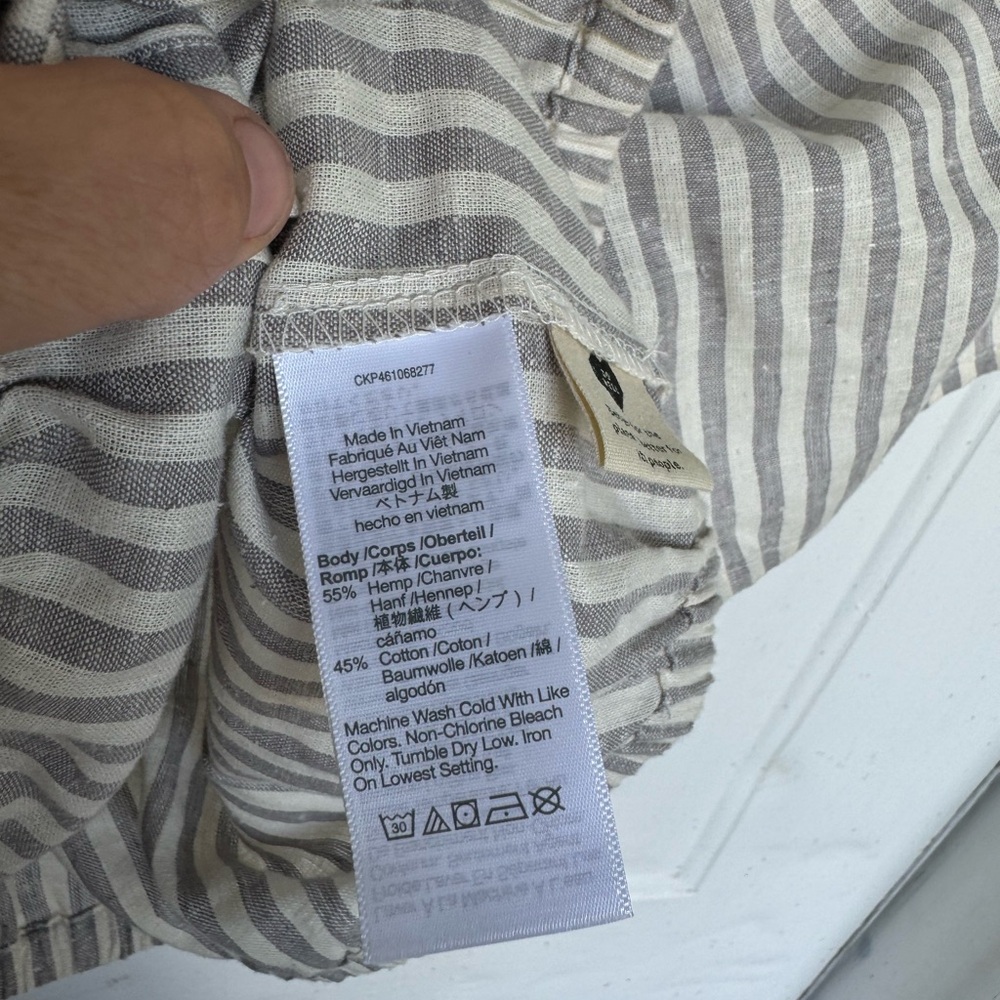 CKP461068277
Made In Vietnam
Fabriqué Au Viêt Nam
Hergestellt In Vietnam
Vervaardigd In Vietnam
ベトナム製
hecho en vietnam
Body /Corps /Oberteil /
Romp /本体 /Cuerpo:
55% Hemp /Chanvre /
Hanf /Hennep /
植物繊維 (ヘンプ) /
cáñamo
45% Cotton /Coton /
Baumwolle /Katoen /綿 /
algodón
Machine Wash Cold With Like
Colors. Non-Chlorine Bleach
Only. Tumble Dry Low. Iron
On Lowest Setting.
30
better for
people.